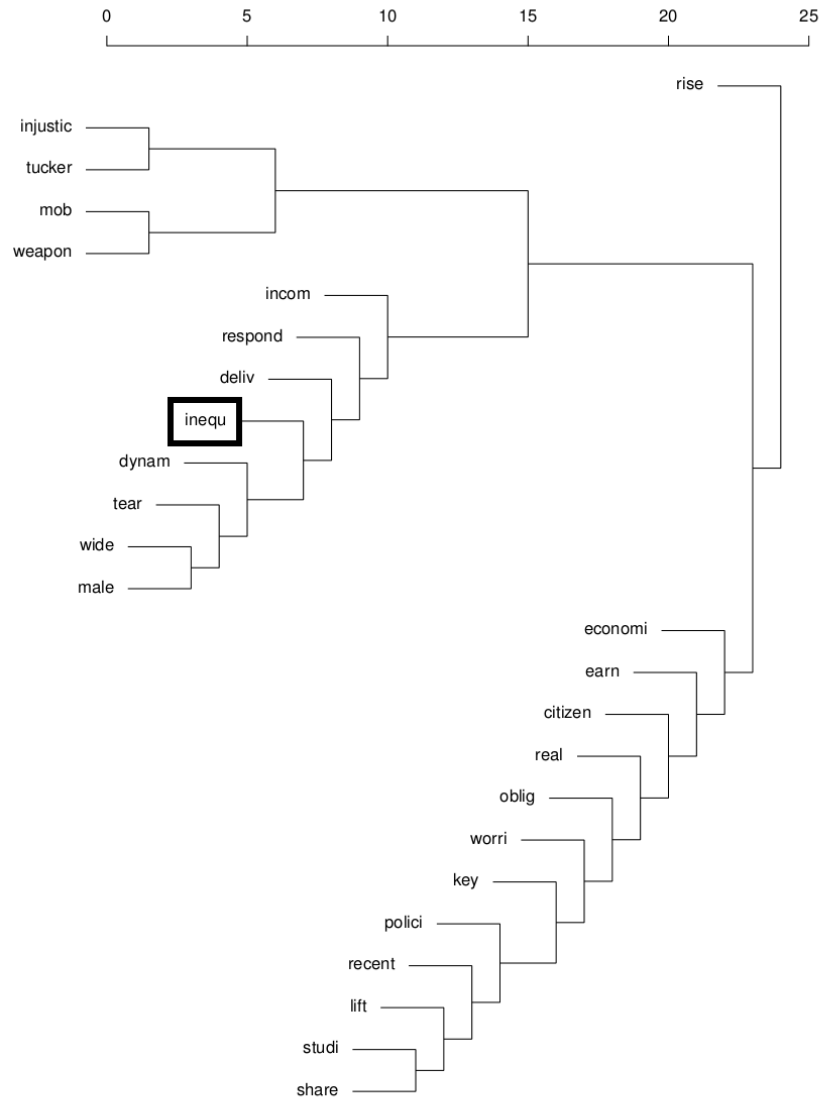 0 5 10 15 20 25
rise
injustic
tucker
mob
weapon
incom
respond
deliv
inequ
dynam
tear
wide
male
economi
earn
citizen
real
oblig
worri
key
polici
recent
lift
studi
share